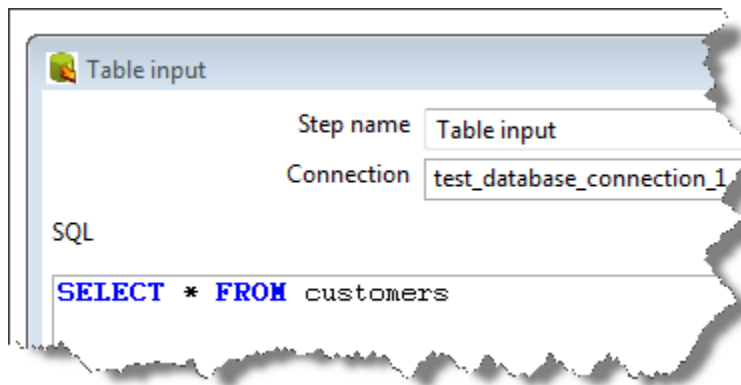 Table input
Step name Table input
Connection test_database_connection_1
SQL
SELECT * FROM customers